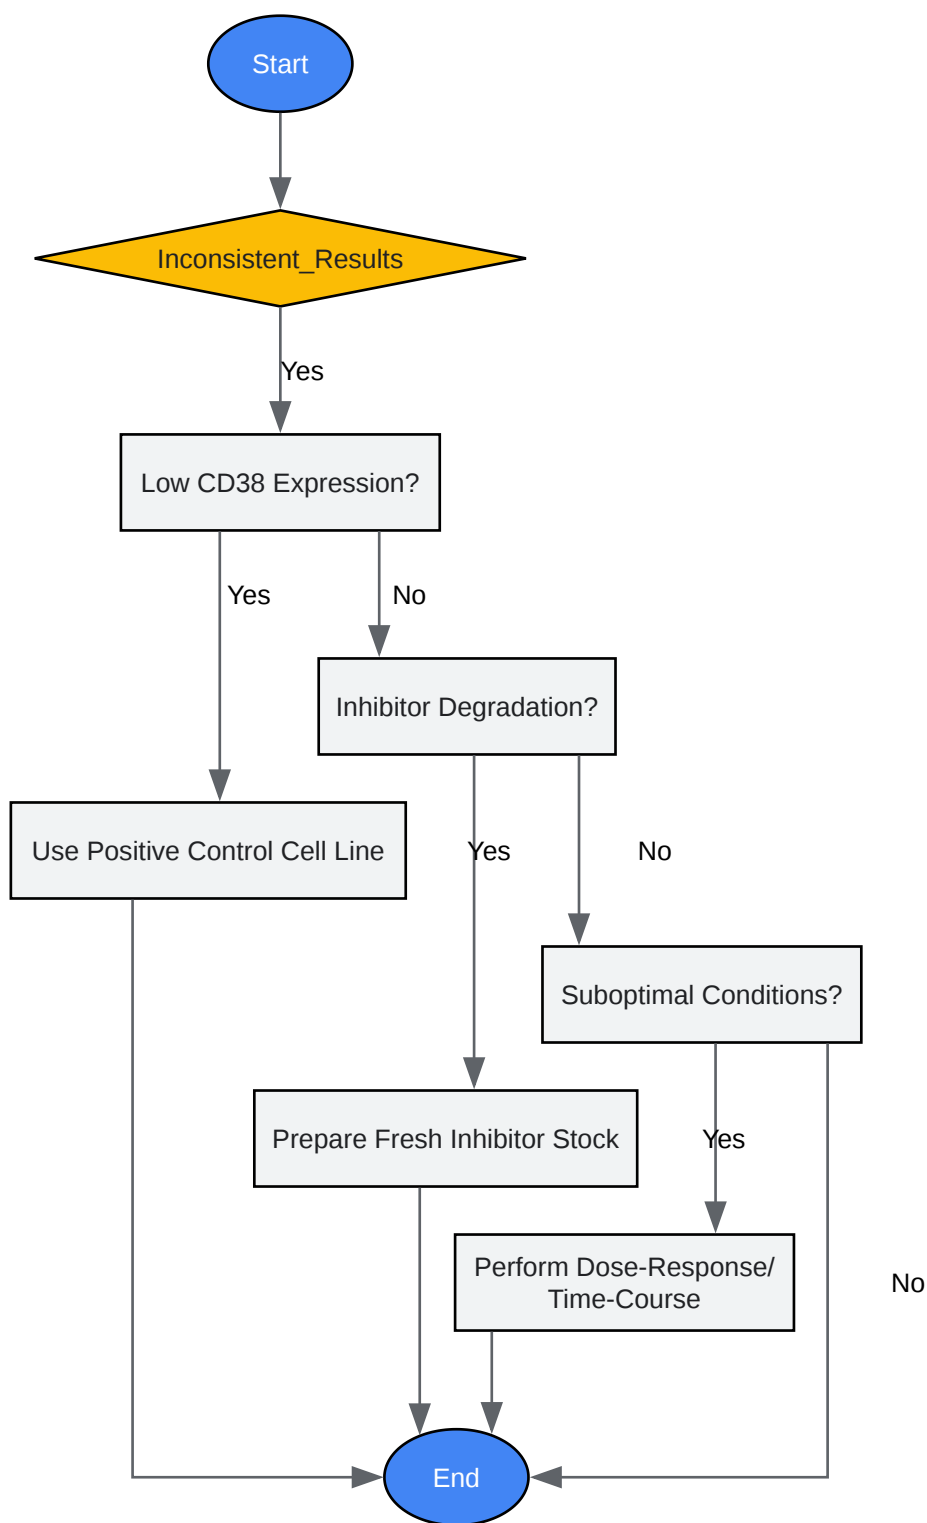 Start
Inconsistent_Results
Yes
Low CD38 Expression?
Yes
No
Inhibitor Degradation?
Use Positive Control Cell Line
Yes
No
Suboptimal Conditions?
Prepare Fresh Inhibitor Stock
Yes
Perform Dose-Response/
Time-Course
No
End